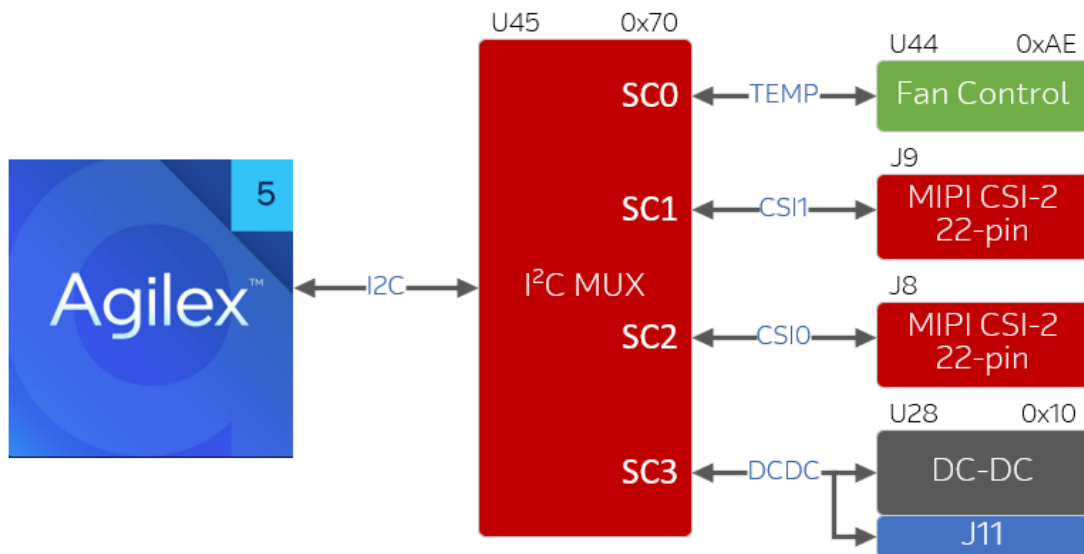 U45 0x70
U44 0xAE
SC0
TEMP
Fan Control
J9
5
SC1
CSI1
MIPI CSI-2
22-pin
Agilex™
I2C
I²C MUX
J8
SC2
CSI0
MIPI CSI-2
22-pin
U28 0x10
SC3
DCDC
DC-DC
J11